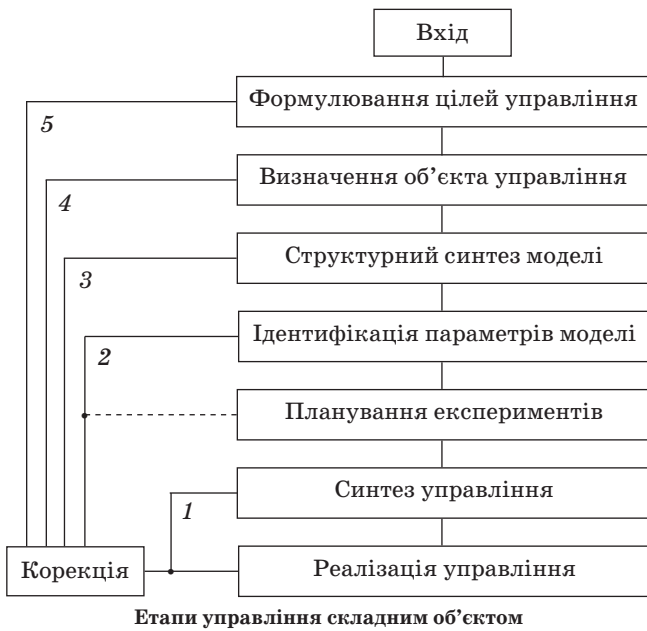 Вхід
Формулювання цілей управління
5
Визначення об’єкта управління
4
Структурний синтез моделі
3
Ідентифікація параметрів моделі
2
Планування експериментів
Синтез управління
1
Корекція
Реалізація управління
Етапи управління складним об’єктом